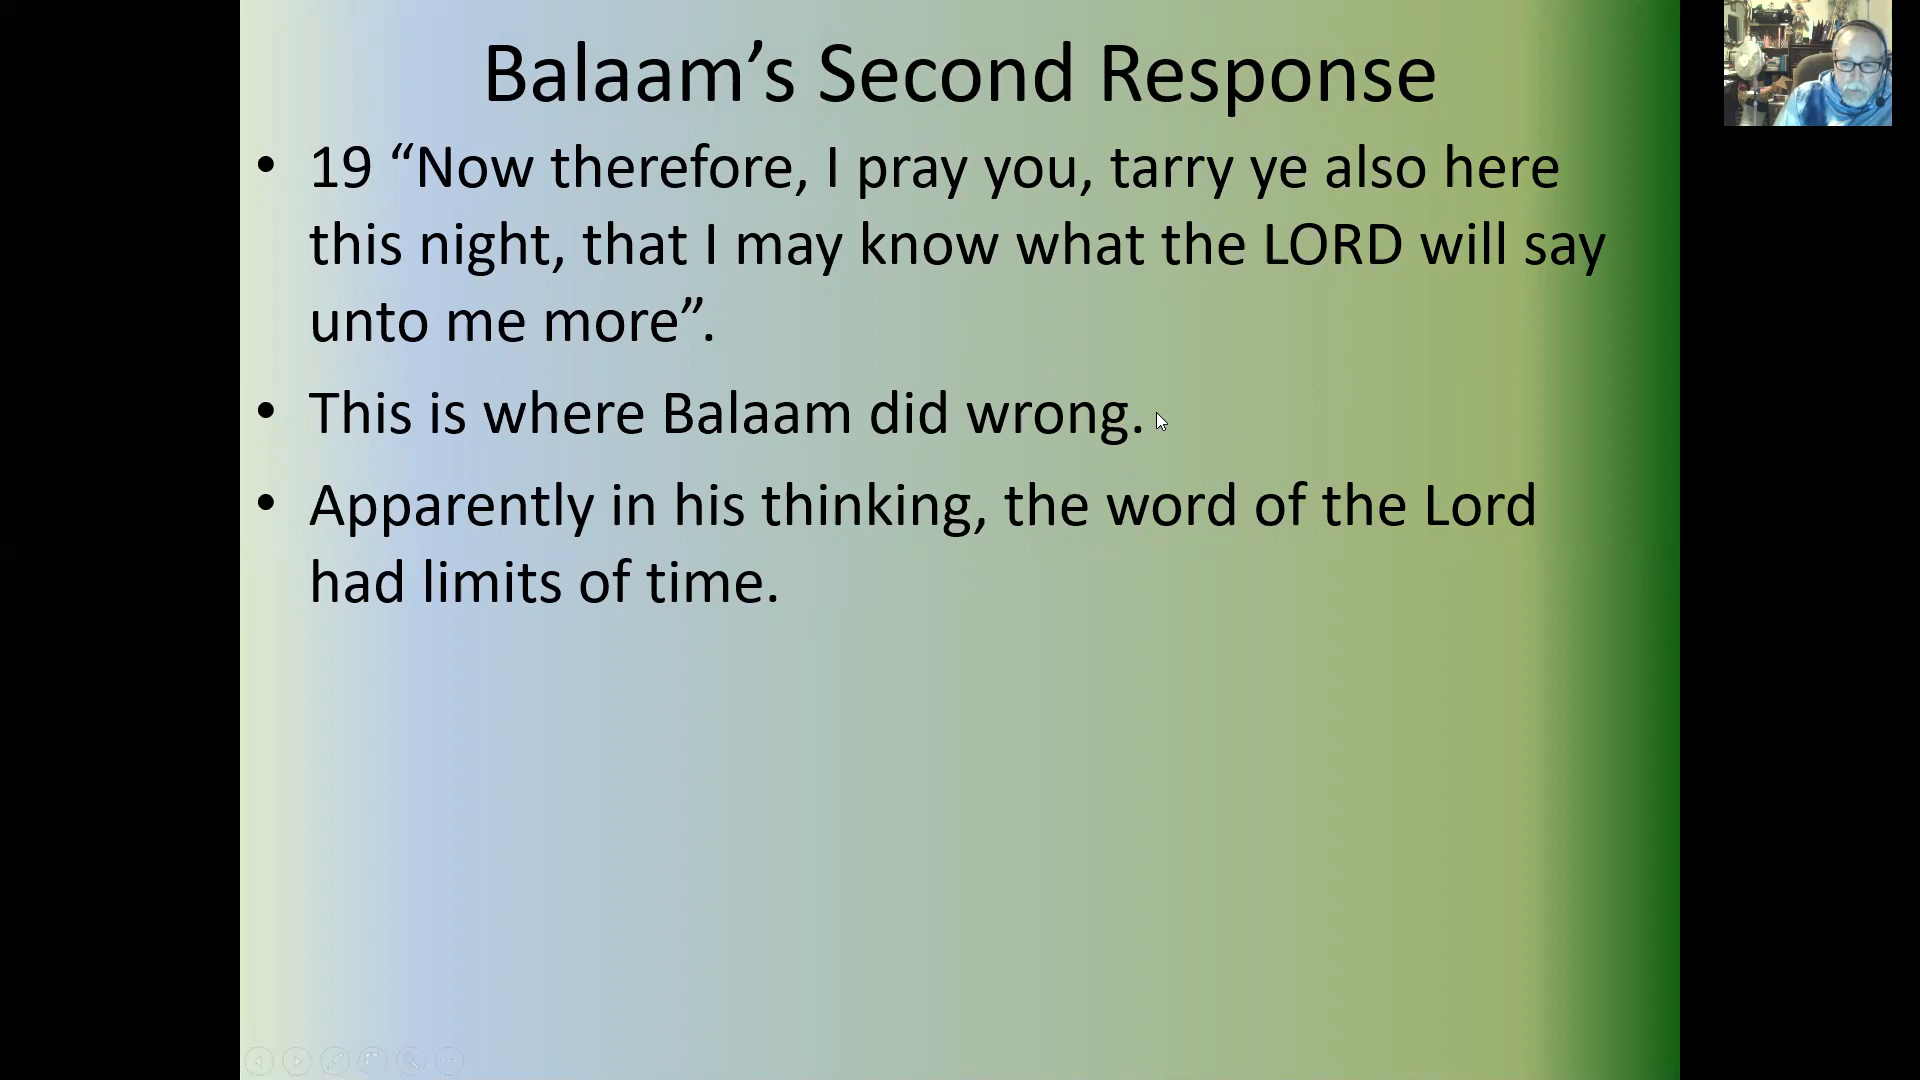 Balaam’s Second Response
• 19 “Now therefore, I pray you, tarry ye also here
this night, that I may know what the LORD will say
unto me more”.
• This is where Balaam did wrong.
• Apparently in his thinking, the word of the Lord
had limits of time.